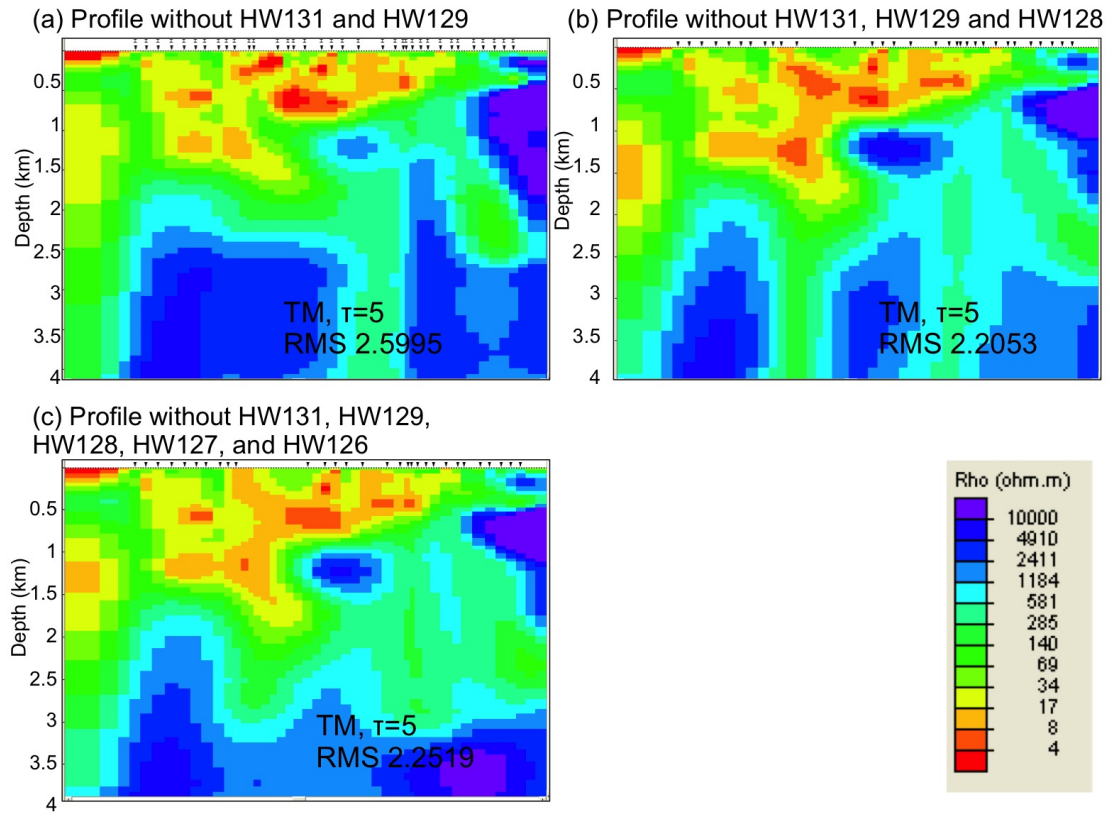 (a) Profile without HW131 and HW129
(b) Profile without HW131, HW129 and HW128
Depth (km)
0.5
1
1.5
2
2.5
3
3.5
4
TM, τ=5
RMS 2.5995
Depth (km)
0.5
1
1.5
2
2.5
3
3.5
4
TM, τ=5
RMS 2.2053
(c) Profile without HW131, HW129,
HW128, HW127, and HW126
Depth (km)
0.5
1
1.5
2
2.5
3
3.5
4
TM, τ=5
RMS 2.2519
Rho (ohm.m)
10000
4910
2411
1184
581
285
140
69
34
17
8
4